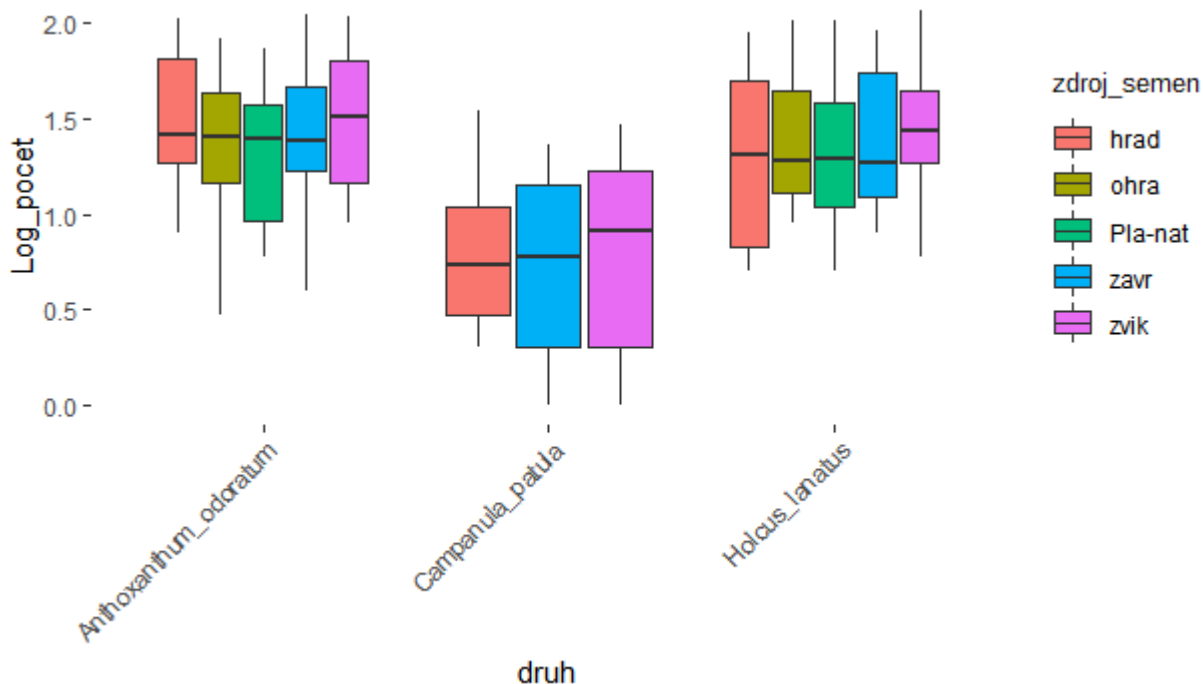 2.0
1.5
1.0
0.5
0.0
Log_pocet
Anthoxanthum_odoratum
Campanula_patula
Holcus_lanatus
druh
zdroj_semen
hrad
ohra
Pla-nat
zavr
zvik